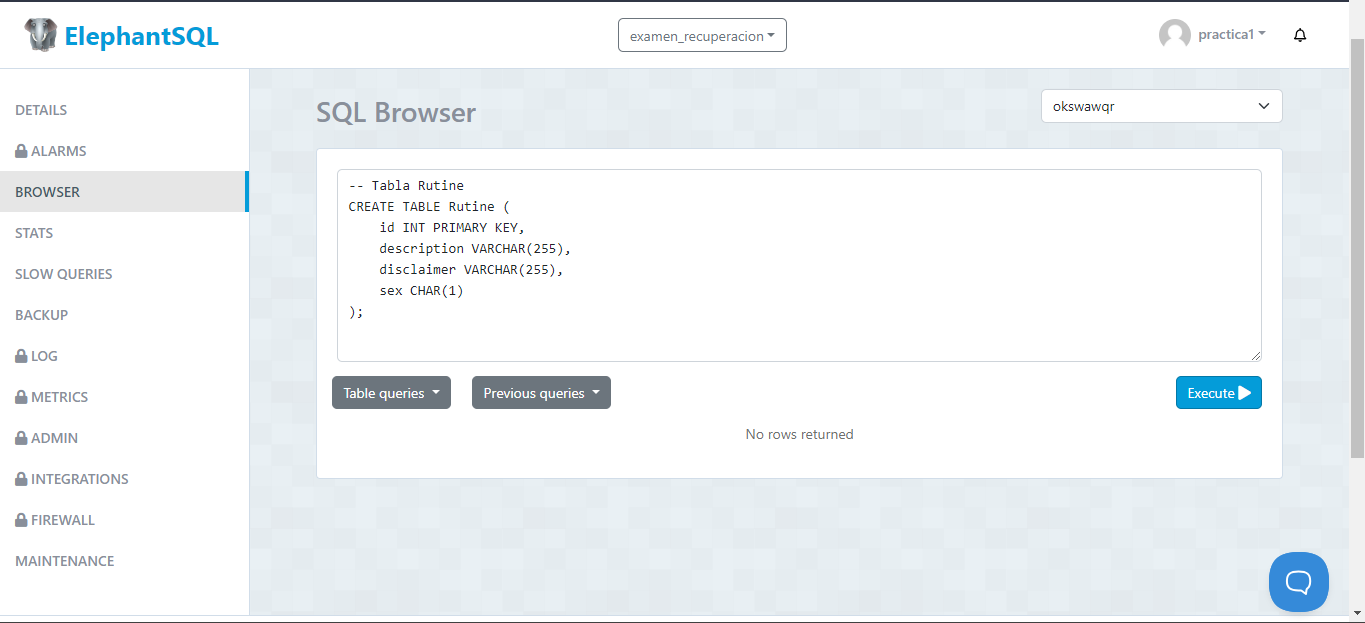 ElephantSQL
examen_recuperacion
practica1
DETAILS
ALARMS
BROWSER
STATS
SLOW QUERIES
BACKUP
LOG
METRICS
ADMIN
INTEGRATIONS
FIREWALL
MAINTENANCE
SQL Browser
okswawqr
-- Tabla Rutine
CREATE TABLE Rutine (
    id INT PRIMARY KEY,
    description VARCHAR(255),
    disclaimer VARCHAR(255),
    sex CHAR(1)
);
Table queries
Previous queries
Execute
No rows returned